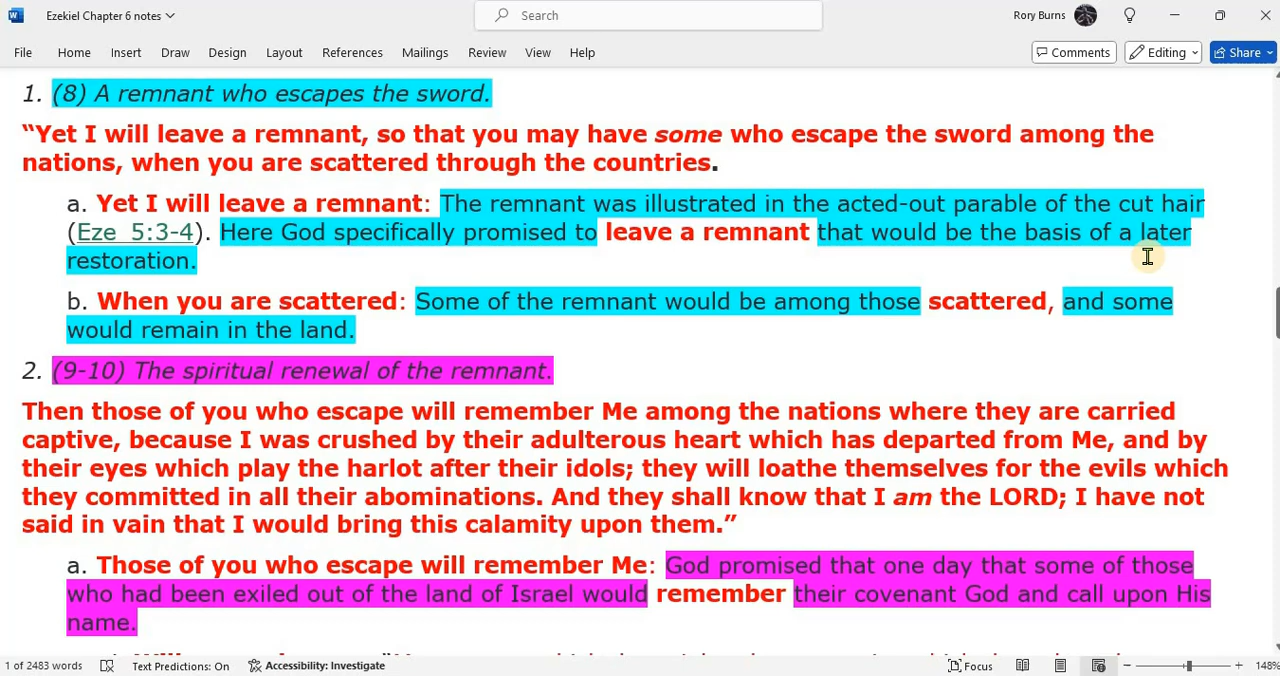 Ezekiel Chapter 6 notes
Search
Rory Burns
File Home Insert Draw Design Layout References Mailings Review View Help Comments Editing Share
1. (8) A remnant who escapes the sword.
“Yet I will leave a remnant, so that you may have some who escape the sword among the
nations, when you are scattered through the countries.
a. Yet I will leave a remnant: The remnant was illustrated in the acted-out parable of the cut hair
(Eze 5:3-4). Here God specifically promised to leave a remnant that would be the basis of a later
restoration.
b. When you are scattered: Some of the remnant would be among those scattered, and some
would remain in the land.
2. (9-10) The spiritual renewal of the remnant.
Then those of you who escape will remember Me among the nations where they are carried
captive, because I was crushed by their adulterous heart which has departed from Me, and by
their eyes which play the harlot after their idols; they will loathe themselves for the evils which
they committed in all their abominations. And they shall know that I am the LORD; I have not
said in vain that I would bring this calamity upon them.”
a. Those of you who escape will remember Me: God promised that one day that some of those
who had been exiled out of the land of Israel would remember their covenant God and call upon His
name.
1 of 2483 words Text Predictions: On Accessibility: Investigate Focus 148%